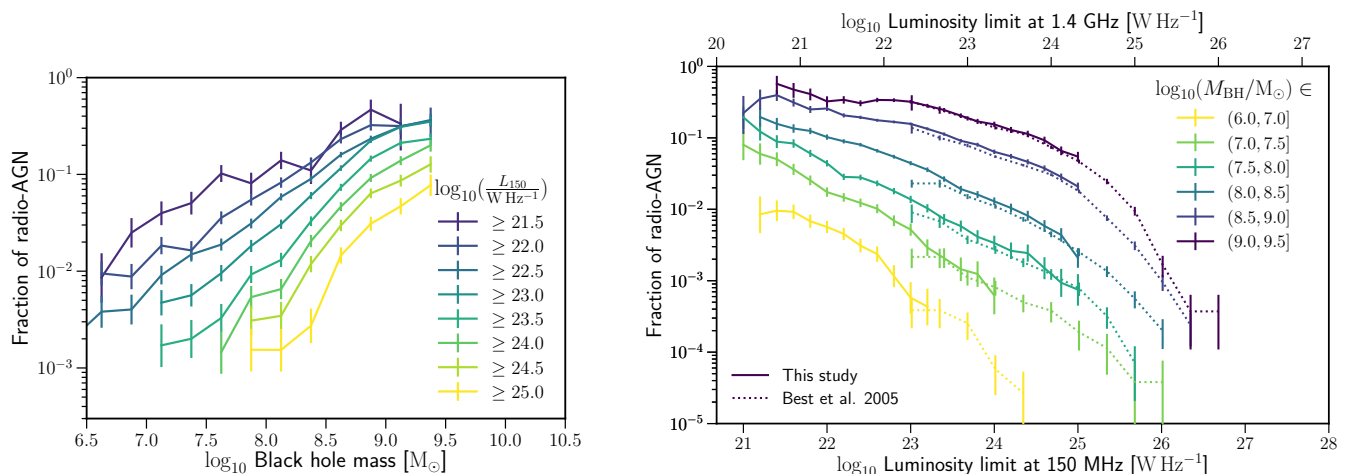 Fraction of radio-AGN
10⁰
10⁻¹
10⁻²
10⁻³
6.5 7.0 7.5 8.0 8.5 9.0 9.5 10.0 10.5
log₁₀ Black hole mass [M⊙]
log₁₀(L₁₅₀/W Hz⁻¹)
≥ 21.5
≥ 22.0
≥ 22.5
≥ 23.0
≥ 23.5
≥ 24.0
≥ 24.5
≥ 25.0
log₁₀ Luminosity limit at 1.4 GHz [W Hz⁻¹]
20 21 22 23 24 25 26 27
Fraction of radio-AGN
10⁰
10⁻¹
10⁻²
10⁻³
10⁻⁴
10⁻⁵
log₁₀(M_BH/M⊙) ∈
(6.0, 7.0]
(7.0, 7.5]
(7.5, 8.0]
(8.0, 8.5]
(8.5, 9.0]
(9.0, 9.5]
This study
Best et al. 2005
21 22 23 24 25 26 27 28
log₁₀ Luminosity limit at 150 MHz [W Hz⁻¹]